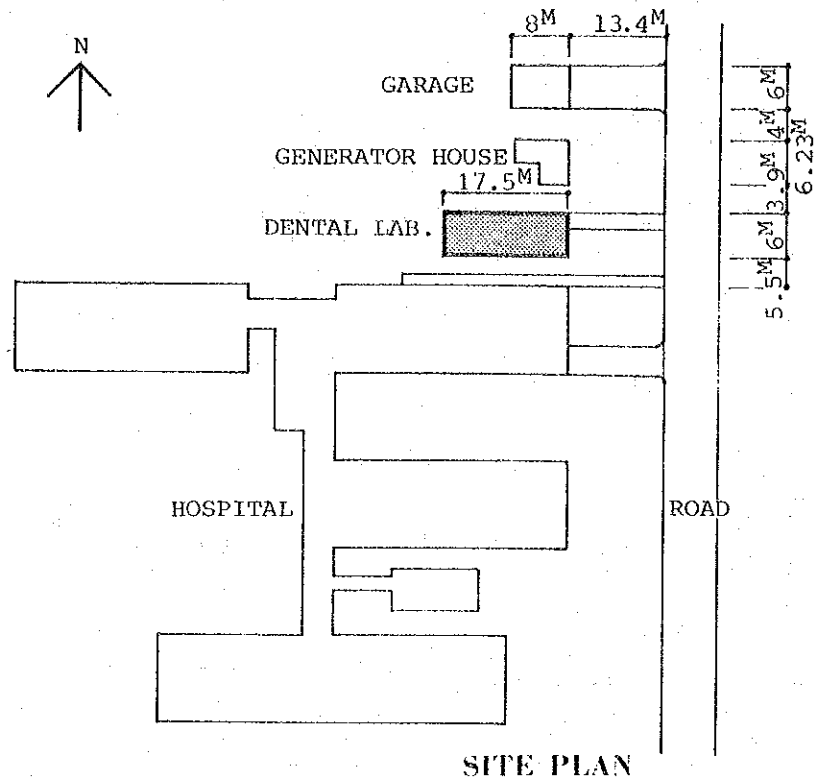 8M 13.4M
N
GARAGE
6M
4M
6.23M
GENERATOR HOUSE
3.9M
17.5M
DENTAL LAB.
6M
5.5M
HOSPITAL
ROAD
SITE PLAN